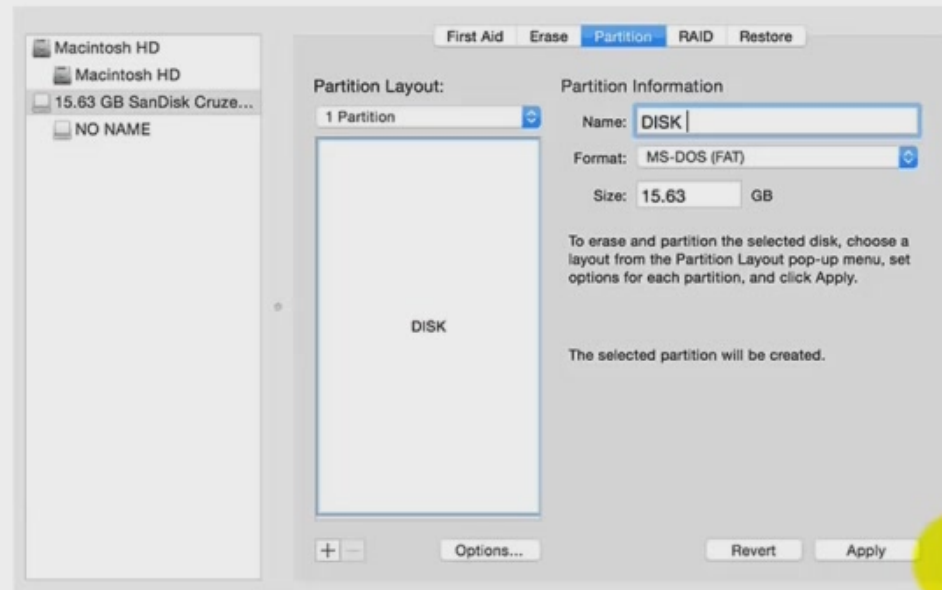 First Aid Erase Partition RAID Restore
Macintosh HD
Macintosh HD
15.63 GB SanDisk Cruze...
NO NAME
Partition Layout:
1 Partition
DISK
Options...
Partition Information
Name: DISK
Format: MS-DOS (FAT)
Size: 15.63 GB
To erase and partition the selected disk, choose a
layout from the Partition Layout pop-up menu, set
options for each partition, and click Apply.
The selected partition will be created.
Revert Apply